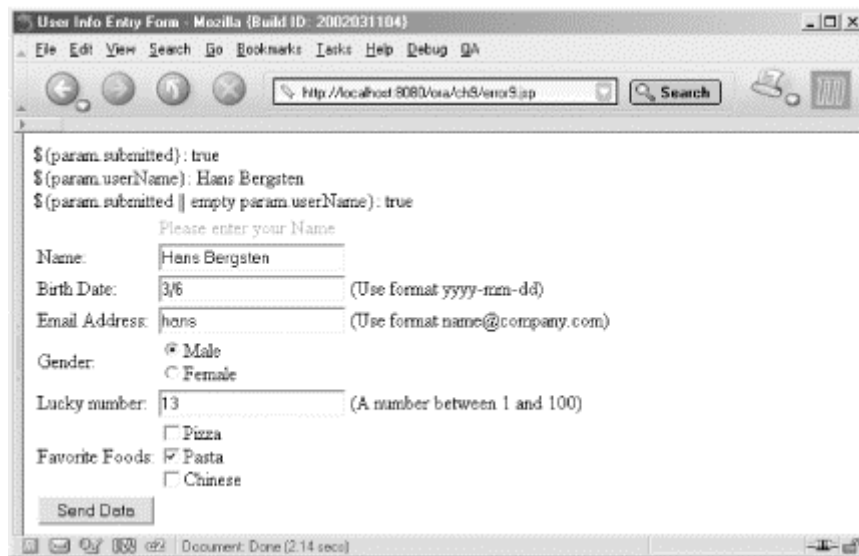 User Info Entry Form - Mozilla {Build ID: 2002031104}
File Edit View Search Go Bookmarks Tasks Help Debug QA
http://localhost:8080/ora/ch9/error9.jsp Search
${param.submitted}: true
${param.userName}: Hans Bergsten
${param.submitted || empty param.userName}: true
Please enter your Name
Name: Hans Bergsten
Birth Date: 3/6 (Use format yyyy-mm-dd)
Email Address: hans (Use format name@company.com)
Gender: Male
Female
Lucky number: 13 (A number between 1 and 100)
Pizza
Favorite Foods: Pasta
Chinese
Send Data
Document: Done (2.14 secs)